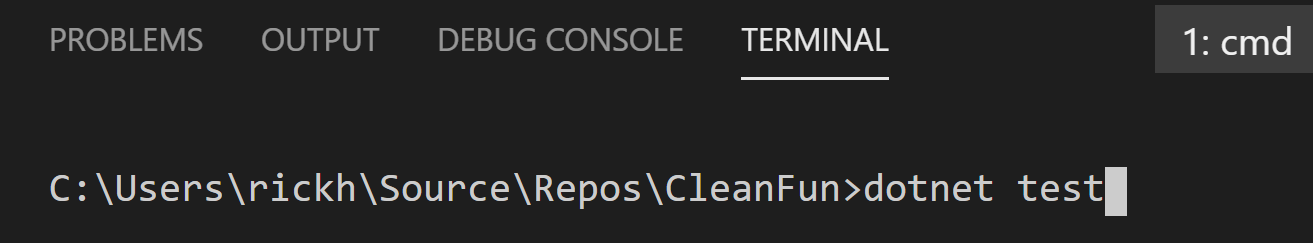 PROBLEMS OUTPUT DEBUG CONSOLE TERMINAL 1: cmd
C:\Users\rickh\Source\Repos\CleanFun>dotnet test